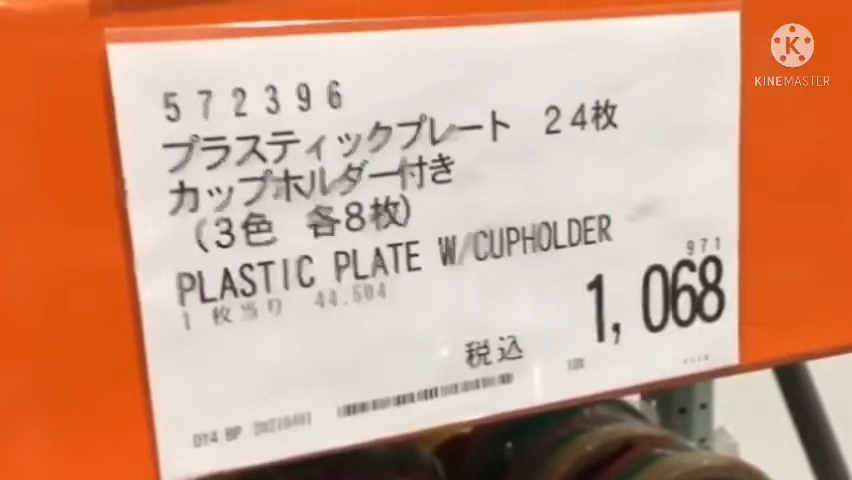 KINEMASTER
572396
プラスティックプレート 24枚
カップホルダー付き
(3色 各8枚)
PLASTIC PLATE W/CUPHOLDER
971
1枚当り 44.504
1,068
税込
014 BP